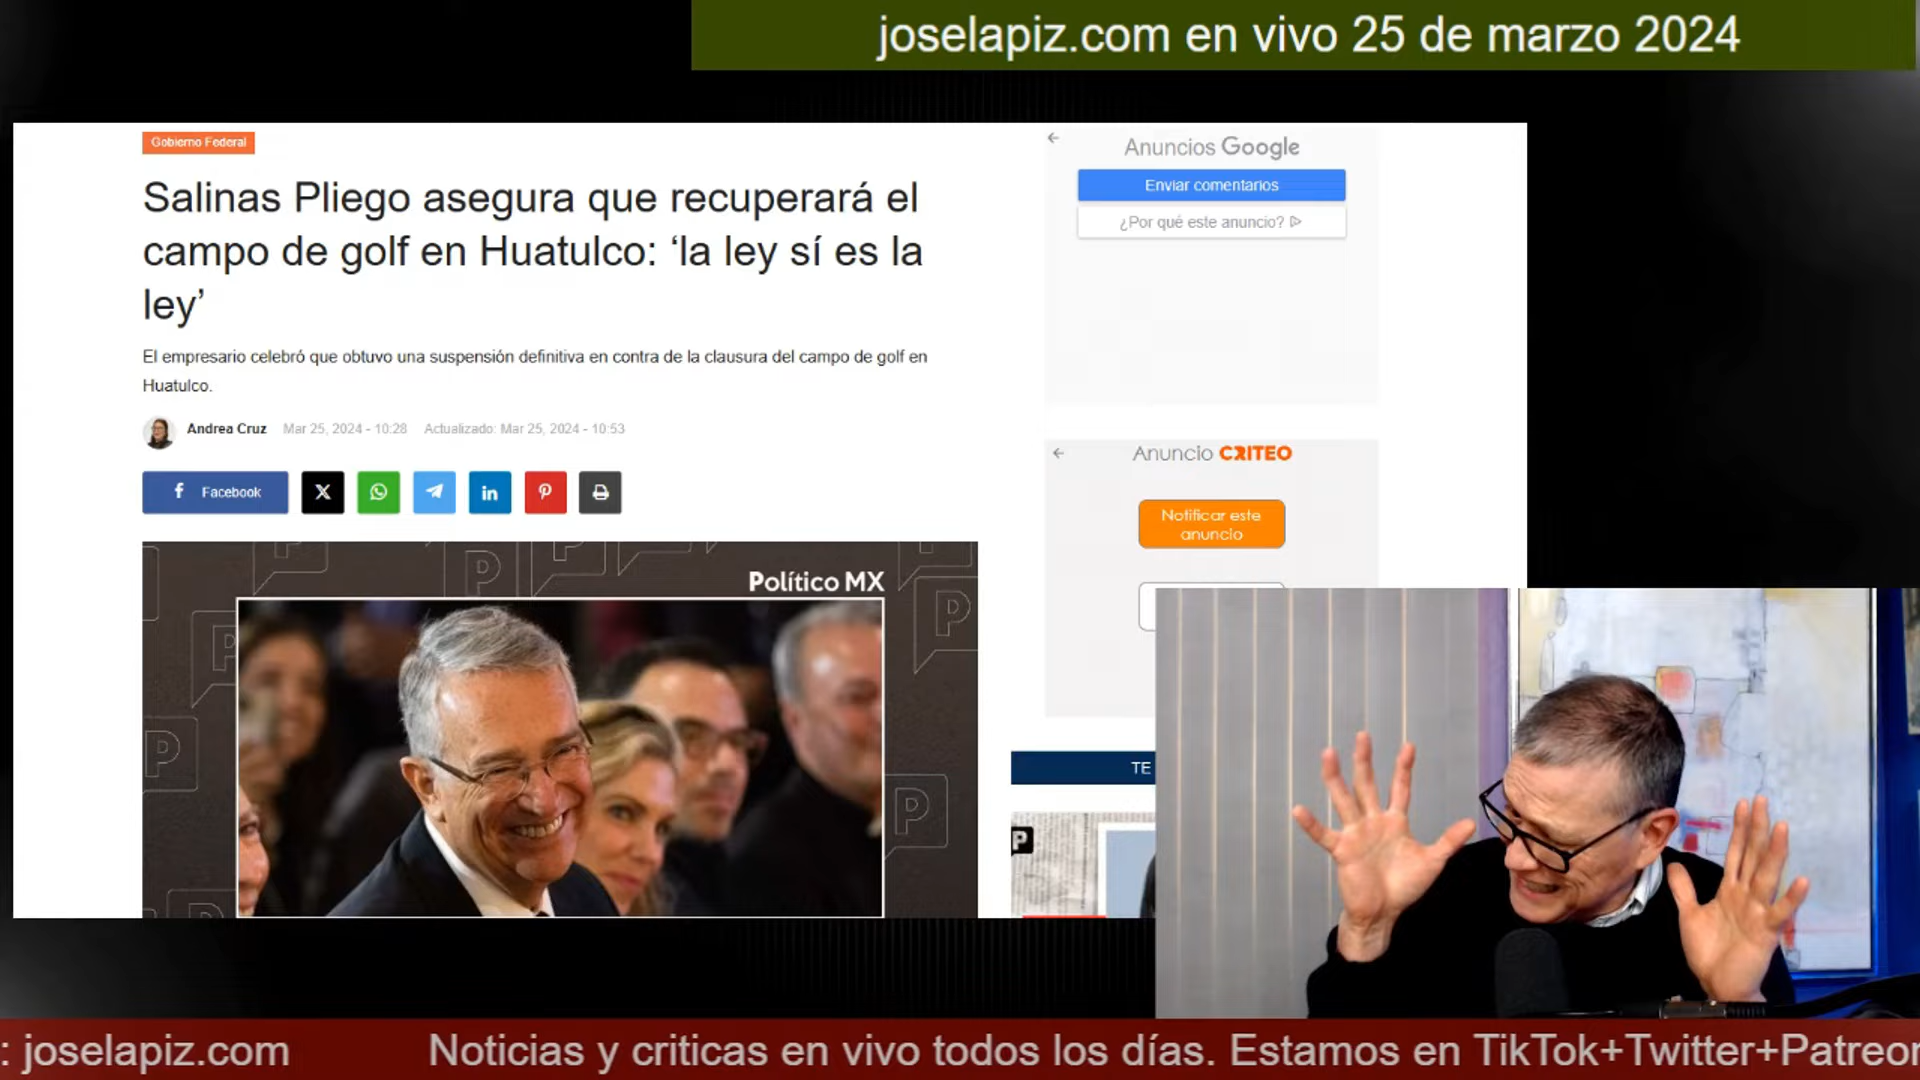 joselapiz.com en vivo 25 de marzo 2024
Gobierno Federal
Salinas Pliego asegura que recuperará el
campo de golf en Huatulco: ‘la ley sí es la
ley’
El empresario celebró que obtuvo una suspensión definitiva en contra de la clausura del campo de golf en
Huatulco.
Andrea Cruz Mar 25, 2024 - 10:28 Actualizado: Mar 25, 2024 - 10:53
Facebook
Político MX
Anuncios Google
Enviar comentarios
¿Por qué este anuncio?
Anuncio CRITEO
Notificar este
anuncio
TE
: joselapiz.com Noticias y criticas en vivo todos los días. Estamos en TikTok+Twitter+Patreon